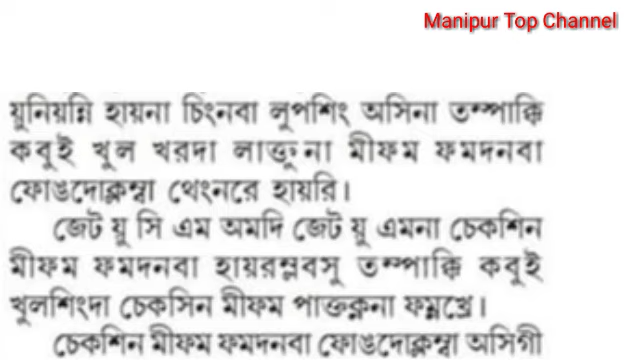 Manipur Top Channel
য়ুনিয়ন্নি হায়না চিংনবা লুপশিং অসিনা তম্পাক্কি
কবুই খুল খরদা লাক্তুনা মীফম ফমদনবা
ফোঙদোক্লম্বা থেংনরে হায়রি।
জেট য়ু সি এম অমদি জেট য়ু এমনা চেকশিন
মীফম ফমদনবা হায়রম্লবসু তম্পাক্কি কবুই
খুলশিংদা চেকসিন মীফম পাক্তক্লনা ফম্লখ্রে।
চেকশিন মীফম ফমদনবা ফোঙদোক্লম্বা অসিগী